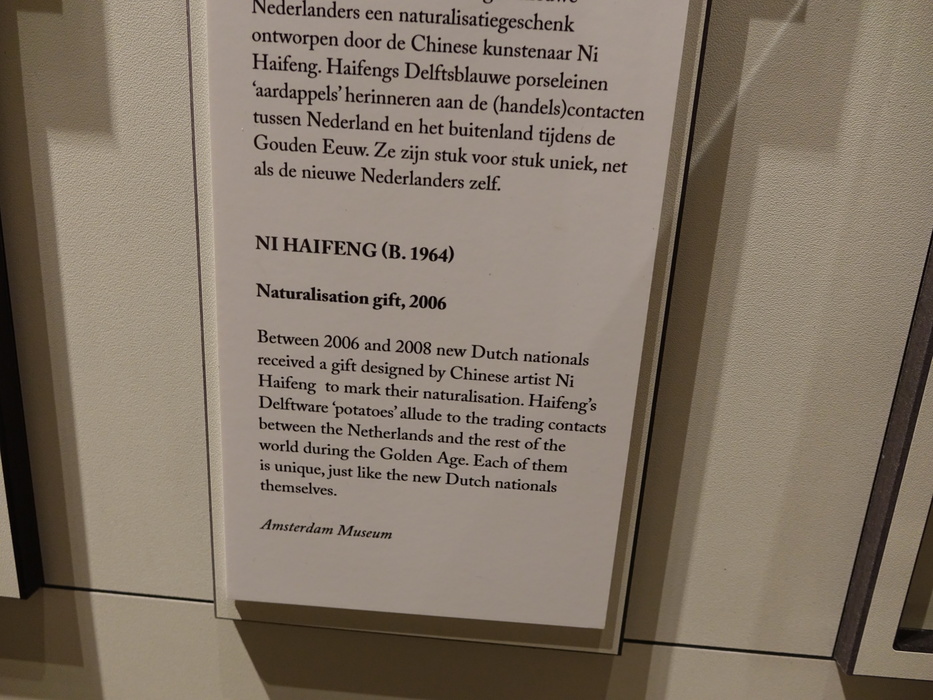 Nederlanders een naturalisatiegeschenk
ontworpen door de Chinese kunstenaar Ni
Haifeng. Haifengs Delftsblauwe porseleinen
‘aardappels’ herinneren aan de (handels)contacten
tussen Nederland en het buitenland tijdens de
Gouden Eeuw. Ze zijn stuk voor stuk uniek, net
als de nieuwe Nederlanders zelf.
NI HAIFENG (B. 1964)
Naturalisation gift, 2006
Between 2006 and 2008 new Dutch nationals
received a gift designed by Chinese artist Ni
Haifeng to mark their naturalisation. Haifeng’s
Delftware ‘potatoes’ allude to the trading contacts
between the Netherlands and the rest of the
world during the Golden Age. Each of them
is unique, just like the new Dutch nationals
themselves.
Amsterdam Museum